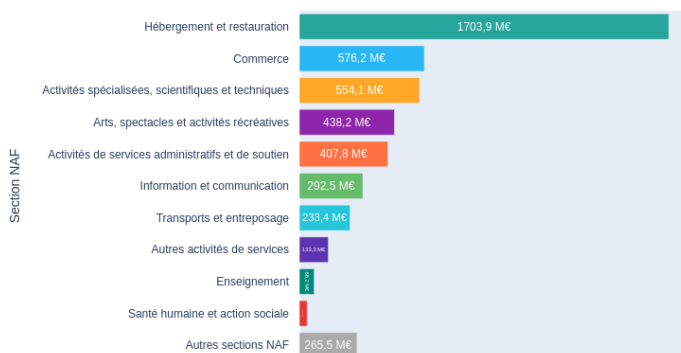 Hébergement et restauration
1703,9 M€
Commerce
576,2 M€
Activités spécialisées, scientifiques et techniques
554,1 M€
Arts, spectacles et activités récréatives
438,2 M€
Activités de services administratifs et de soutien
407,8 M€
Information et communication
292,5 M€
Section NAF
Transports et entreposage
233,4 M€
Autres activités de services
133,3 M€
Enseignement
M€
Santé humaine et action sociale
Autres sections NAF
265,5 M€